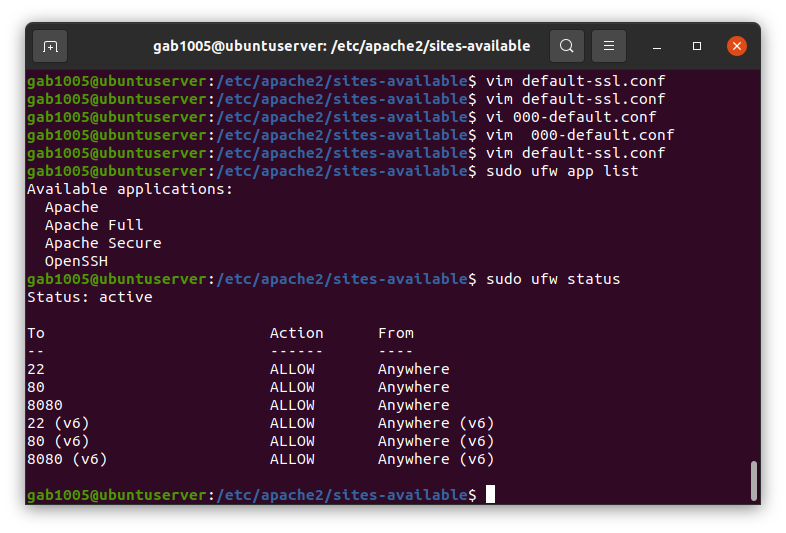 gab1005@ubuntuserver: /etc/apache2/sites-available
gab1005@ubuntuserver:/etc/apache2/sites-available$ vim default-ssl.conf
gab1005@ubuntuserver:/etc/apache2/sites-available$ vim default-ssl.conf
gab1005@ubuntuserver:/etc/apache2/sites-available$ vi 000-default.conf
gab1005@ubuntuserver:/etc/apache2/sites-available$ vim  000-default.conf
gab1005@ubuntuserver:/etc/apache2/sites-available$ vim default-ssl.conf
gab1005@ubuntuserver:/etc/apache2/sites-available$ sudo ufw app list
Available applications:
  Apache
  Apache Full
  Apache Secure
  OpenSSH
gab1005@ubuntuserver:/etc/apache2/sites-available$ sudo ufw status
Status: active
To                         Action      From
--                         ------      ----
22                         ALLOW       Anywhere
80                         ALLOW       Anywhere
8080                       ALLOW       Anywhere
22 (v6)                    ALLOW       Anywhere (v6)
80 (v6)                    ALLOW       Anywhere (v6)
8080 (v6)                  ALLOW       Anywhere (v6)
gab1005@ubuntuserver:/etc/apache2/sites-available$